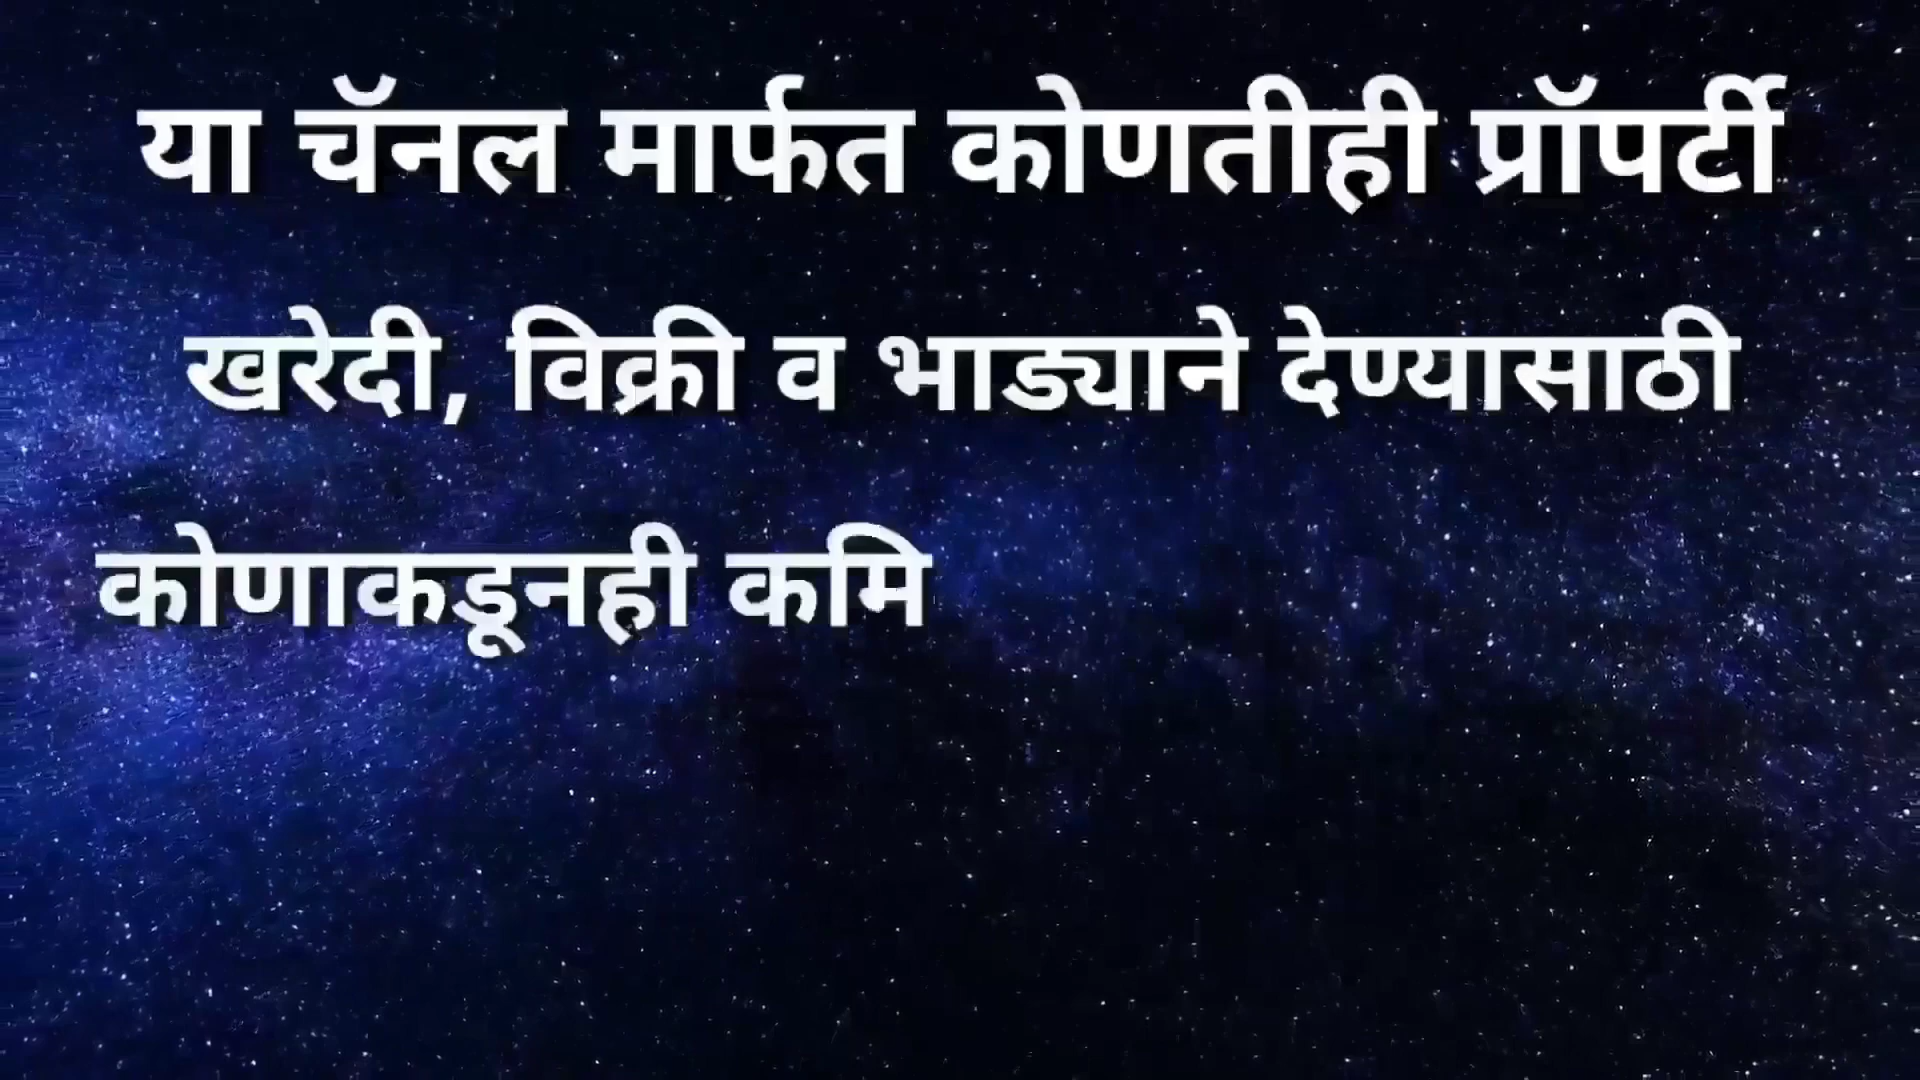 या चॅनल मार्फत कोणतीही प्रॉपर्टी
खरेदी, विक्री व भाड्याने देण्यासाठी
कोणाकडूनही कमि